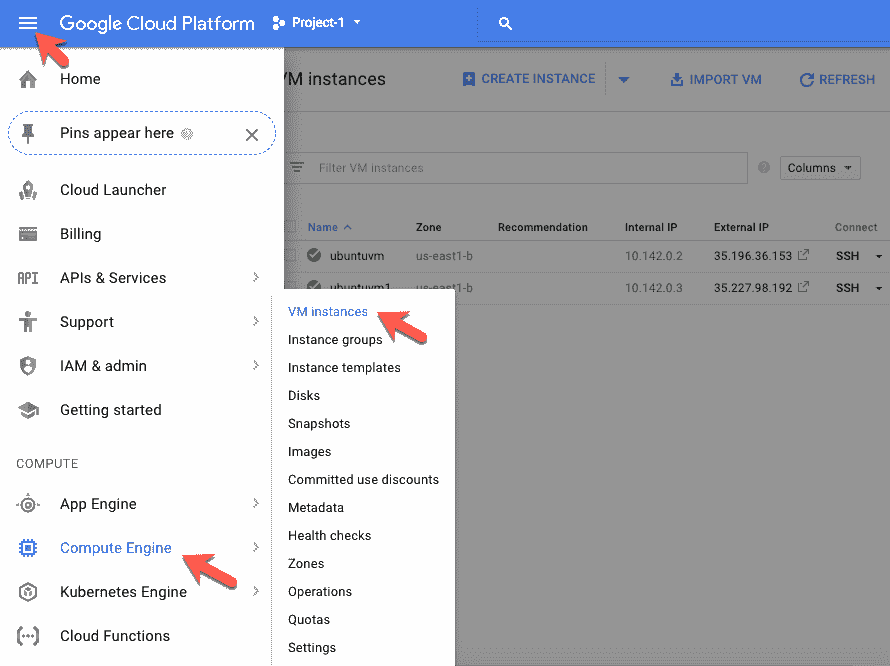 Google Cloud Platform Project-1
Home
Pins appear here
Cloud Launcher
Billing
API APIs & Services
Support
IAM & admin
Getting started
COMPUTE
App Engine
Compute Engine
Kubernetes Engine
Cloud Functions
VM instances
Instance groups
Instance templates
Disks
Snapshots
Images
Committed use discounts
Metadata
Health checks
Zones
Operations
Quotas
Settings
VM instances CREATE INSTANCE IMPORT VM REFRESH
Filter VM instances Columns
Name Zone Recommendation Internal IP External IP Connect
ubuntuvm us-east1-b 10.142.0.2 35.196.36.153 SSH
ubuntuvm1 us-east1-b 10.142.0.3 35.227.98.192 SSH